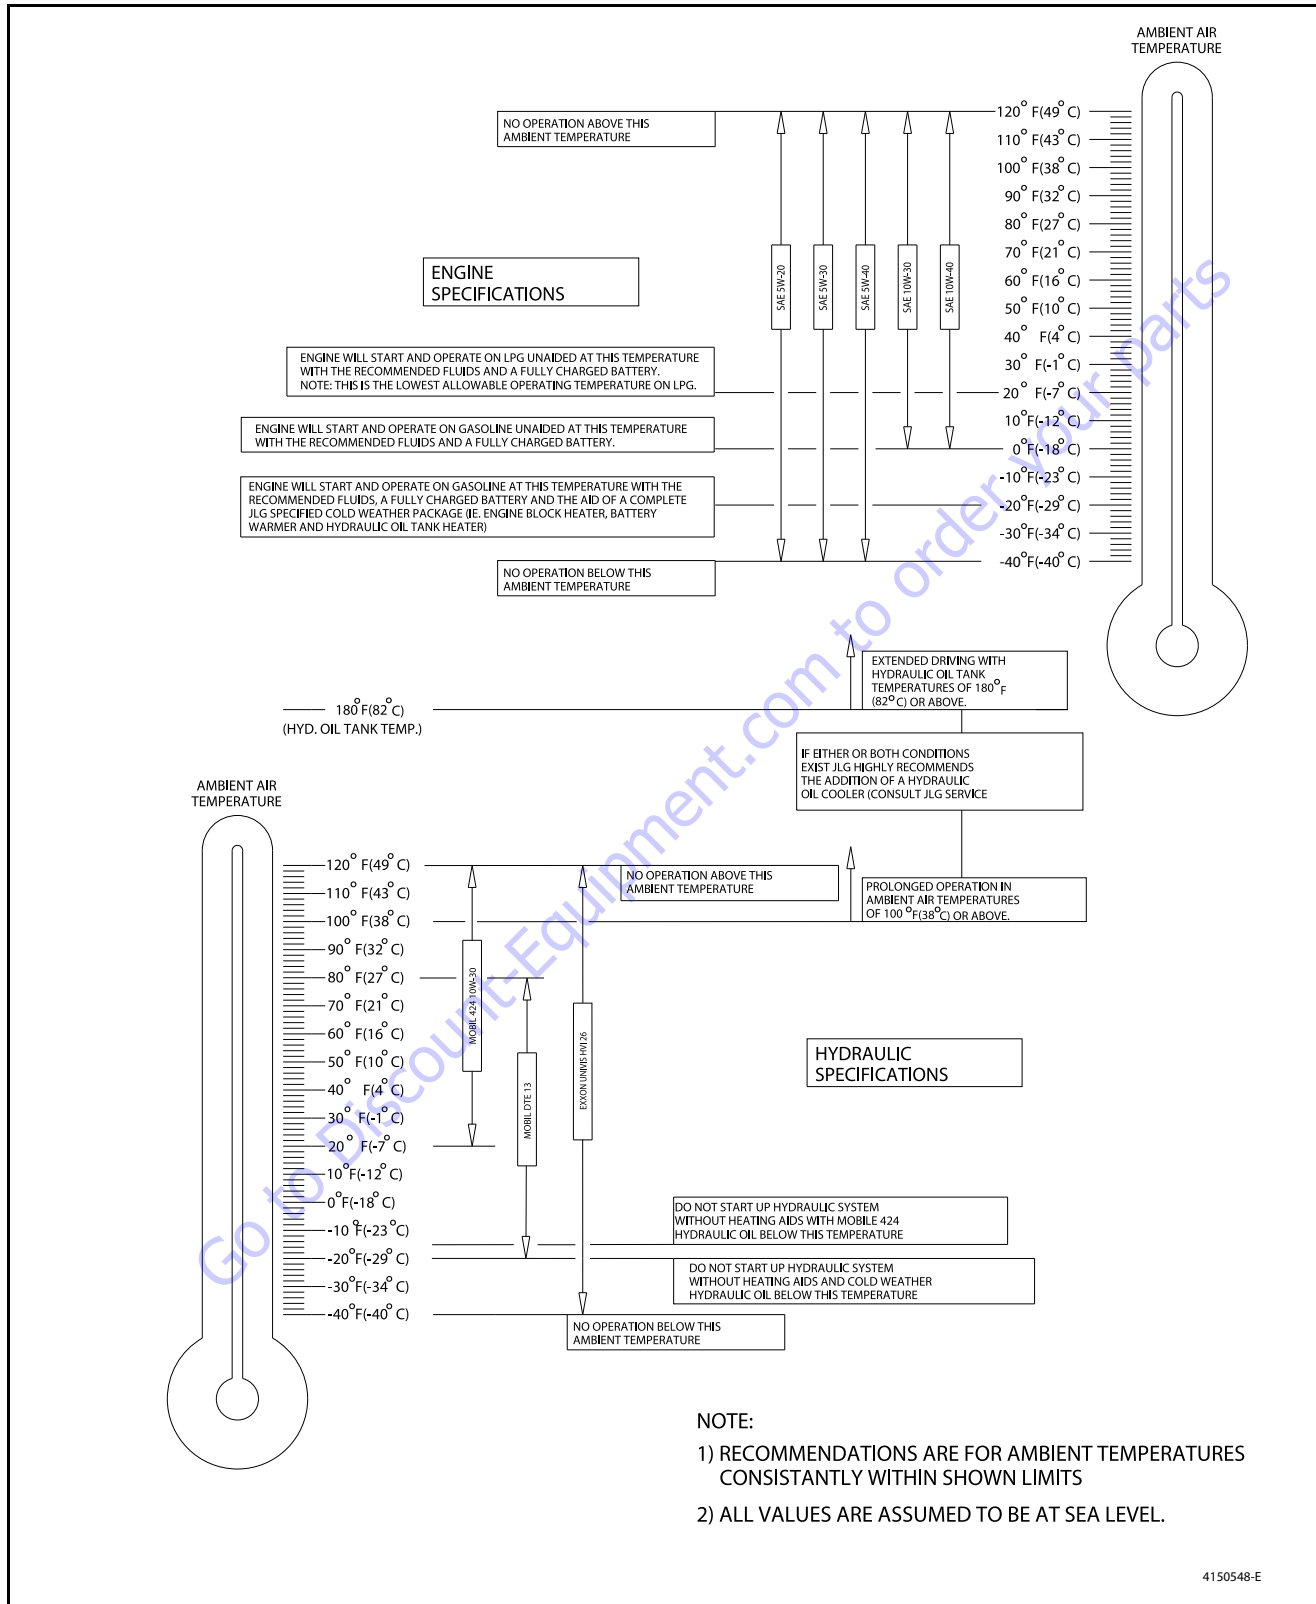 AMBIENT AIR
TEMPERATURE
120° F(49° C)
110° F(43° C)
100° F(38° C)
90° F(32° C)
80° F(27° C)
70° F(21° C)
60° F(16° C)
50° F(10° C)
40° F(4° C)
30° F(-1° C)
20° F(-7° C)
10°F(-12° C)
0°F(-18° C)
-10°F(-23° C)
-20°F(-29° C)
-30°F(-34° C)
-40°F(-40° C)
NO OPERATION ABOVE THIS
AMBIENT TEMPERATURE
SAE 5W-20
SAE 5W-30
SAE 5W-40
SAE 10W-30
SAE 10W-40
ENGINE
SPECIFICATIONS
ENGINE WILL START AND OPERATE ON LPG UNAIDED AT THIS TEMPERATURE
WITH THE RECOMMENDED FLUIDS AND A FULLY CHARGED BATTERY.
NOTE: THIS IS THE LOWEST ALLOWABLE OPERATING TEMPERATURE ON LPG.
ENGINE WILL START AND OPERATE ON GASOLINE UNAIDED AT THIS TEMPERATURE
WITH THE RECOMMENDED FLUIDS AND A FULLY CHARGED BATTERY.
ENGINE WILL START AND OPERATE ON GASOLINE AT THIS TEMPERATURE WITH THE
RECOMMENDED FLUIDS, A FULLY CHARGED BATTERY AND THE AID OF A COMPLETE
JLG SPECIFIED COLD WEATHER PACKAGE (IE. ENGINE BLOCK HEATER, BATTERY
WARMER AND HYDRAULIC OIL TANK HEATER)
NO OPERATION BELOW THIS
AMBIENT TEMPERATURE
EXTENDED DRIVING WITH
HYDRAULIC OIL TANK
TEMPERATURES OF 180°F
(82°C) OR ABOVE.
180°F(82°C)
(HYD. OIL TANK TEMP.)
IF EITHER OR BOTH CONDITIONS
EXIST JLG HIGHLY RECOMMENDS
THE ADDITION OF A HYDRAULIC
OIL COOLER (CONSULT JLG SERVICE
AMBIENT AIR
TEMPERATURE
120° F(49° C)
110° F(43° C)
100° F(38° C)
90° F(32° C)
80° F(27° C)
70° F(21° C)
60° F(16° C)
50° F(10° C)
40° F(4° C)
30° F(-1° C)
20° F(-7° C)
10°F(-12° C)
0°F(-18° C)
-10°F(-23° C)
-20°F(-29° C)
-30°F(-34° C)
-40°F(-40° C)
NO OPERATION ABOVE THIS
AMBIENT TEMPERATURE
PROLONGED OPERATION IN
AMBIENT AIR TEMPERATURES
OF 100 °F(38°C) OR ABOVE.
MOBIL 424 10W-30
MOBIL DTE 13
EXXON UNIVIS HVI 26
HYDRAULIC
SPECIFICATIONS
DO NOT START UP HYDRAULIC SYSTEM
WITHOUT HEATING AIDS WITH MOBILE 424
HYDRAULIC OIL BELOW THIS TEMPERATURE
DO NOT START UP HYDRAULIC SYSTEM
WITHOUT HEATING AIDS AND COLD WEATHER
HYDRAULIC OIL BELOW THIS TEMPERATURE
NO OPERATION BELOW THIS
AMBIENT TEMPERATURE
NOTE:
1) RECOMMENDATIONS ARE FOR AMBIENT TEMPERATURES
CONSISTANTLY WITHIN SHOWN LIMITS
2) ALL VALUES ARE ASSUMED TO BE AT SEA LEVEL.
4150548-E
Go to Discount-Equipment.com to order your parts